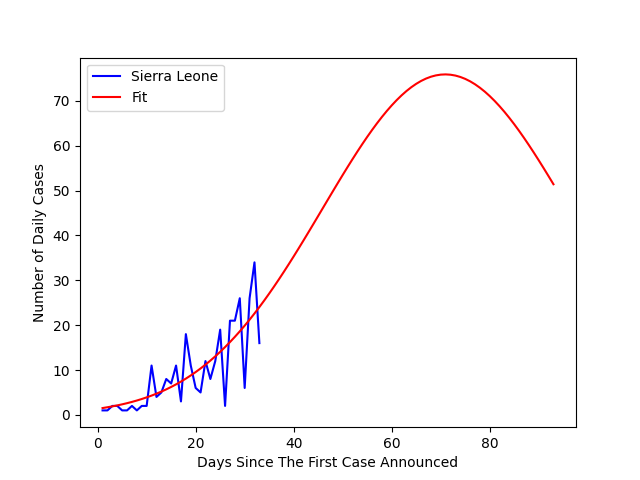 Sierra Leone
Fit
70
60
50
40
30
20
10
0
Number of Daily Cases
0 20 40 60 80
Days Since The First Case Announced